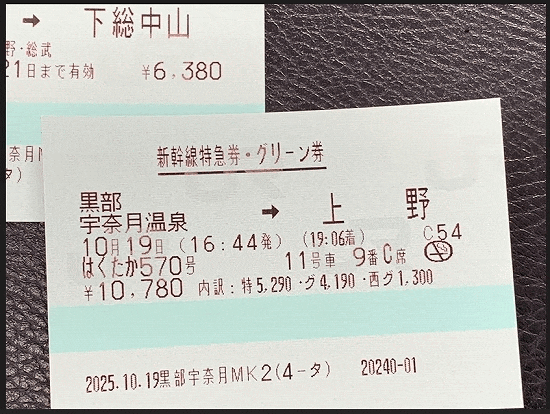 → 下総中山
野・総武
21日まで有効 ￥6,380
奈月M
タ)
新幹線特急券・グリーン券
黒部宇奈月温泉 → 上野
10月19日 (16:44発) (19:06着) C54
はくたか570号 11号車 9番C席
￥10,780 内訳：特5,290・グ4,190・西グ1,300
2025.10.19黒部宇奈月MK2(4-タ) 20240-01